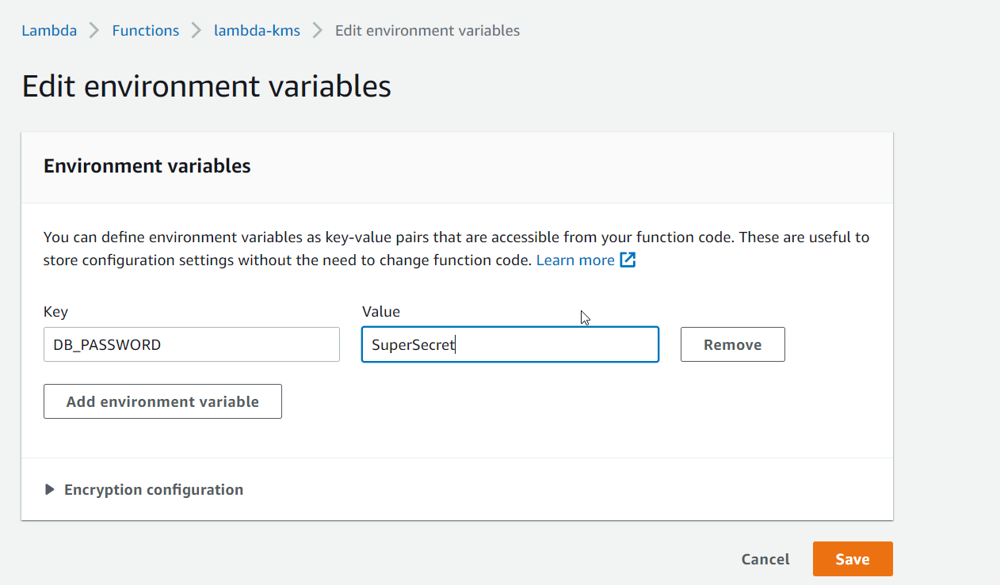 Lambda > Functions > lambda-kms > Edit environment variables
Edit environment variables
Environment variables
You can define environment variables as key-value pairs that are accessible from your function code. These are useful to
store configuration settings without the need to change function code. Learn more
Key Value
DB_PASSWORD SuperSecret Remove
Add environment variable
Encryption configuration
Cancel Save